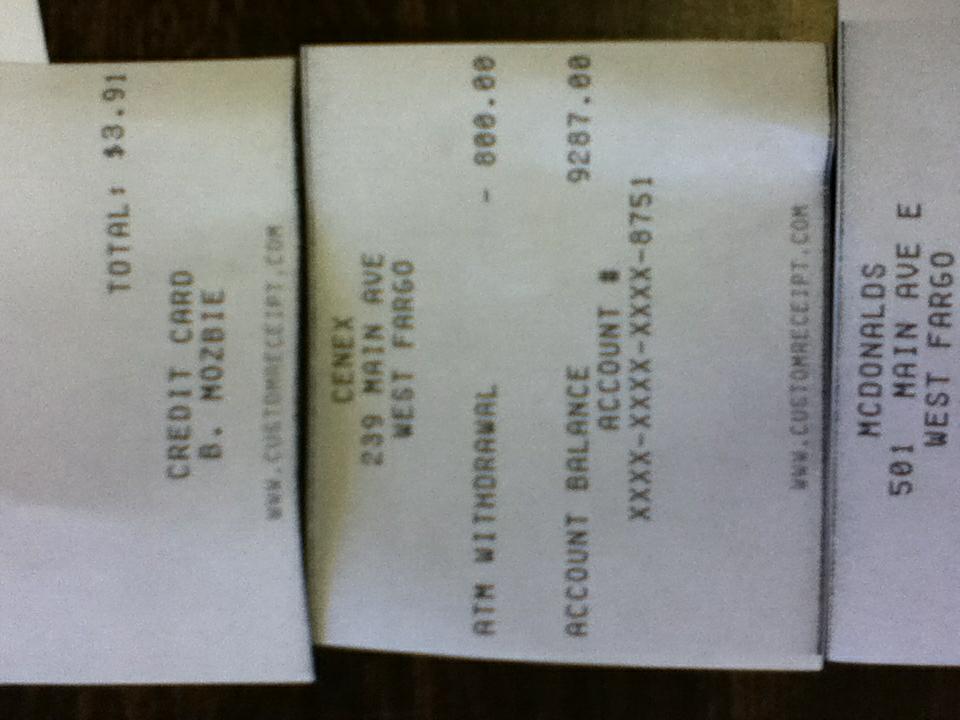 TOTAL: $3.91
CREDIT CARD
B. MOZBIE
WWW.CUSTOMRECEIPT.COM
CENEX
239 MAIN AVE
WEST FARGO
ATM WITHDRAWAL - 800.00
ACCOUNT BALANCE 9287.00
ACCOUNT #
XXXX-XXXX-XXXX-8751
WWW.CUSTOMRECEIPT.COM
MCDONALDS
501 MAIN AVE E
WEST FARGO